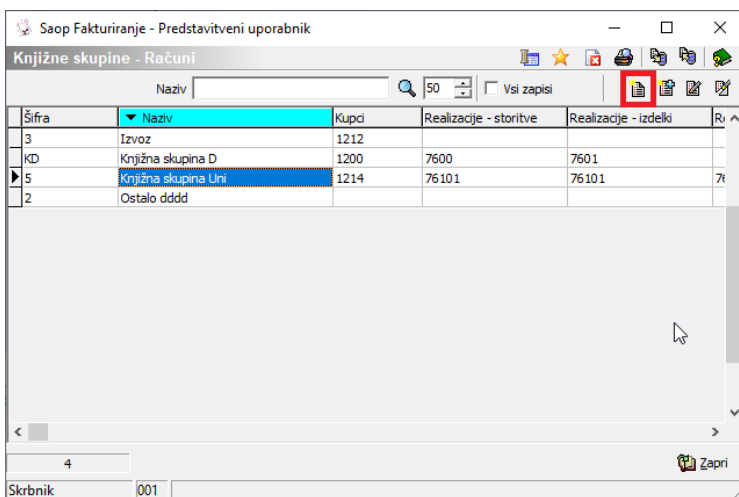 Saop Fakturiranje - Predstavitveni uporabnik
Knjižne skupine - Računi
Naziv 50 Vsi zapisi
Šifra Naziv Kupci Realizacije - storitve Realizacije - izdelki
3 Izvoz 1212
KD Knjižna skupina D 1200 7600 7601
5 Knjižna skupina Uni 1214 76101 76101
2 Ostalo dddd
4 Zapri
Skrbnik 001